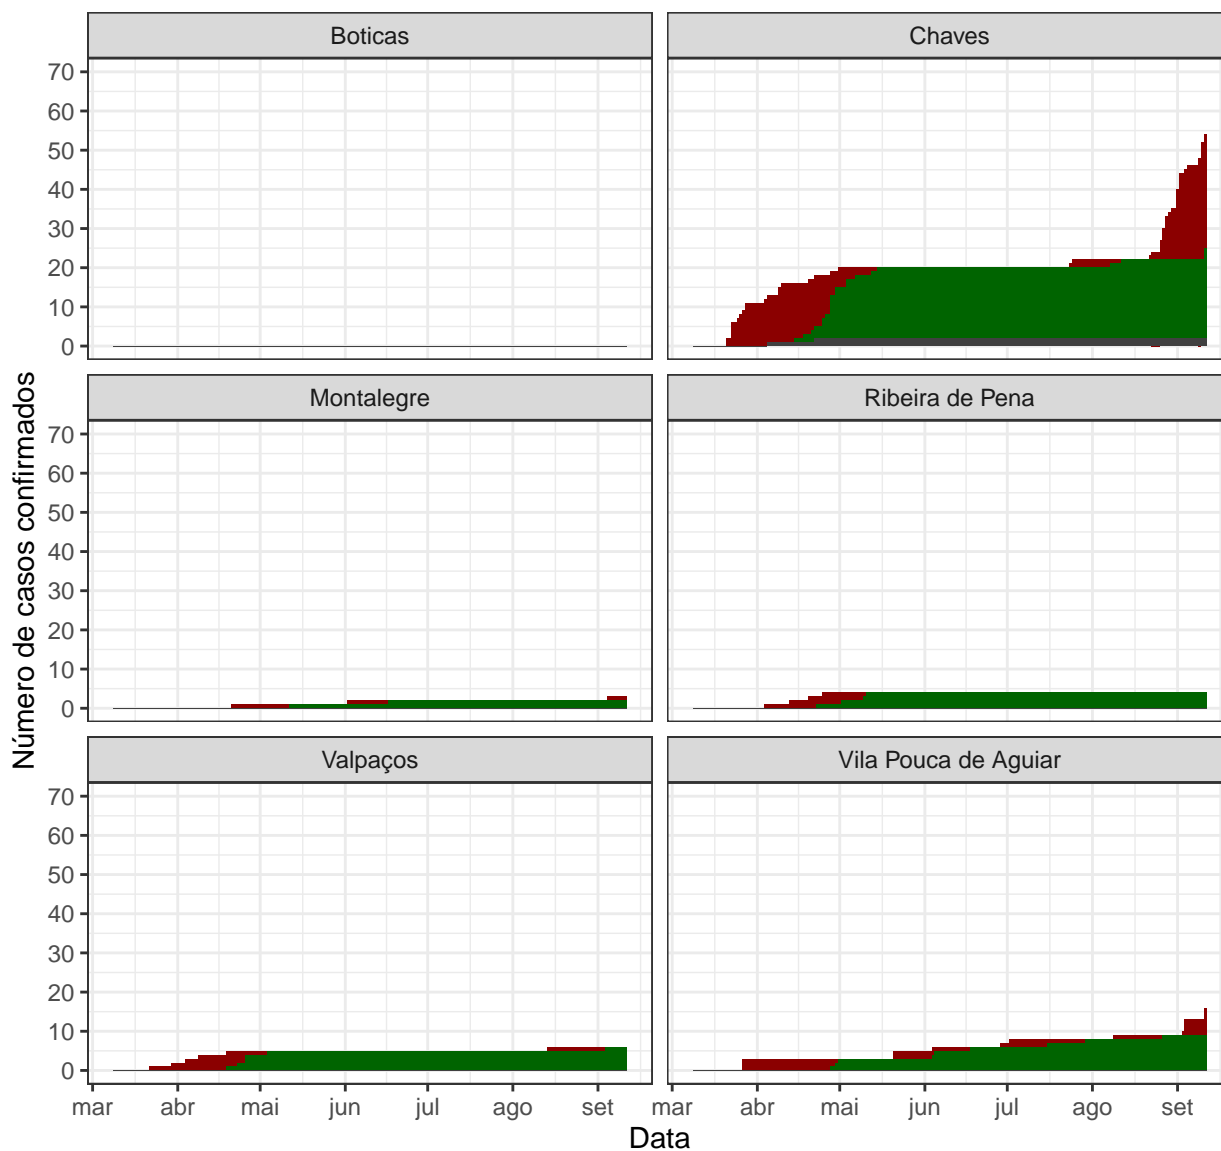 Boticas
Chaves
70
60
50
40
30
20
10
0
Montalegre
Ribeira de Pena
70
60
50
40
30
20
10
0
Valpaços
Vila Pouca de Aguiar
70
60
50
40
30
20
10
0
mar abr mai jun jul ago set
mar abr mai jun jul ago set
Data
Número de casos confirmados